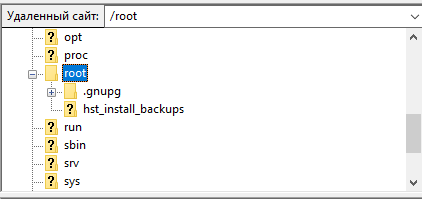 Удаленный сайт: /root
opt
proc
root
.gnupg
hst_install_backups
run
sbin
srv
sys